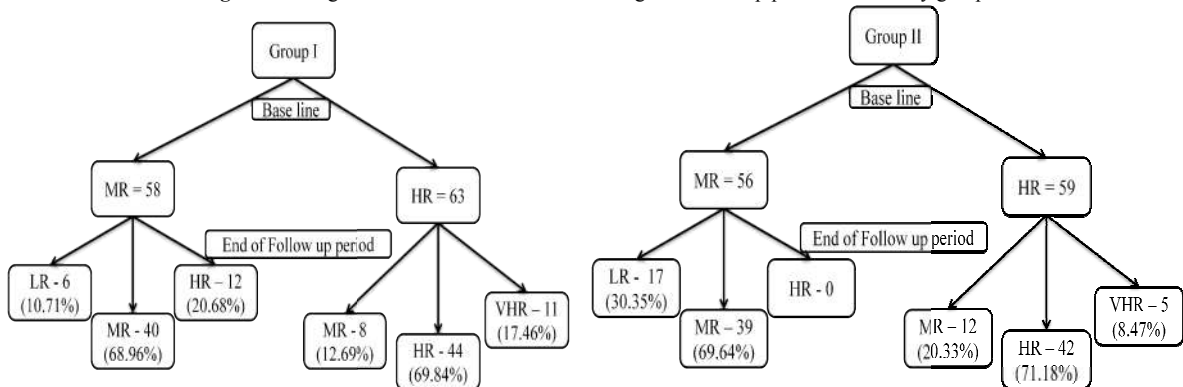 Group I
Base line
MR = 58
HR = 63
End of Follow up period
LR - 6
(10.71%)
MR - 40
(68.96%)
HR – 12
(20.68%)
MR - 8
(12.69%)
HR - 44
(69.84%)
VHR – 11
(17.46%)
Group II
Base line
MR = 56
HR = 59
End of Follow up period
LR - 17
(30.35%)
MR – 39
(69.64%)
HR - 0
MR – 12
(20.33%)
HR – 42
(71.18%)
VHR – 5
(8.47%)